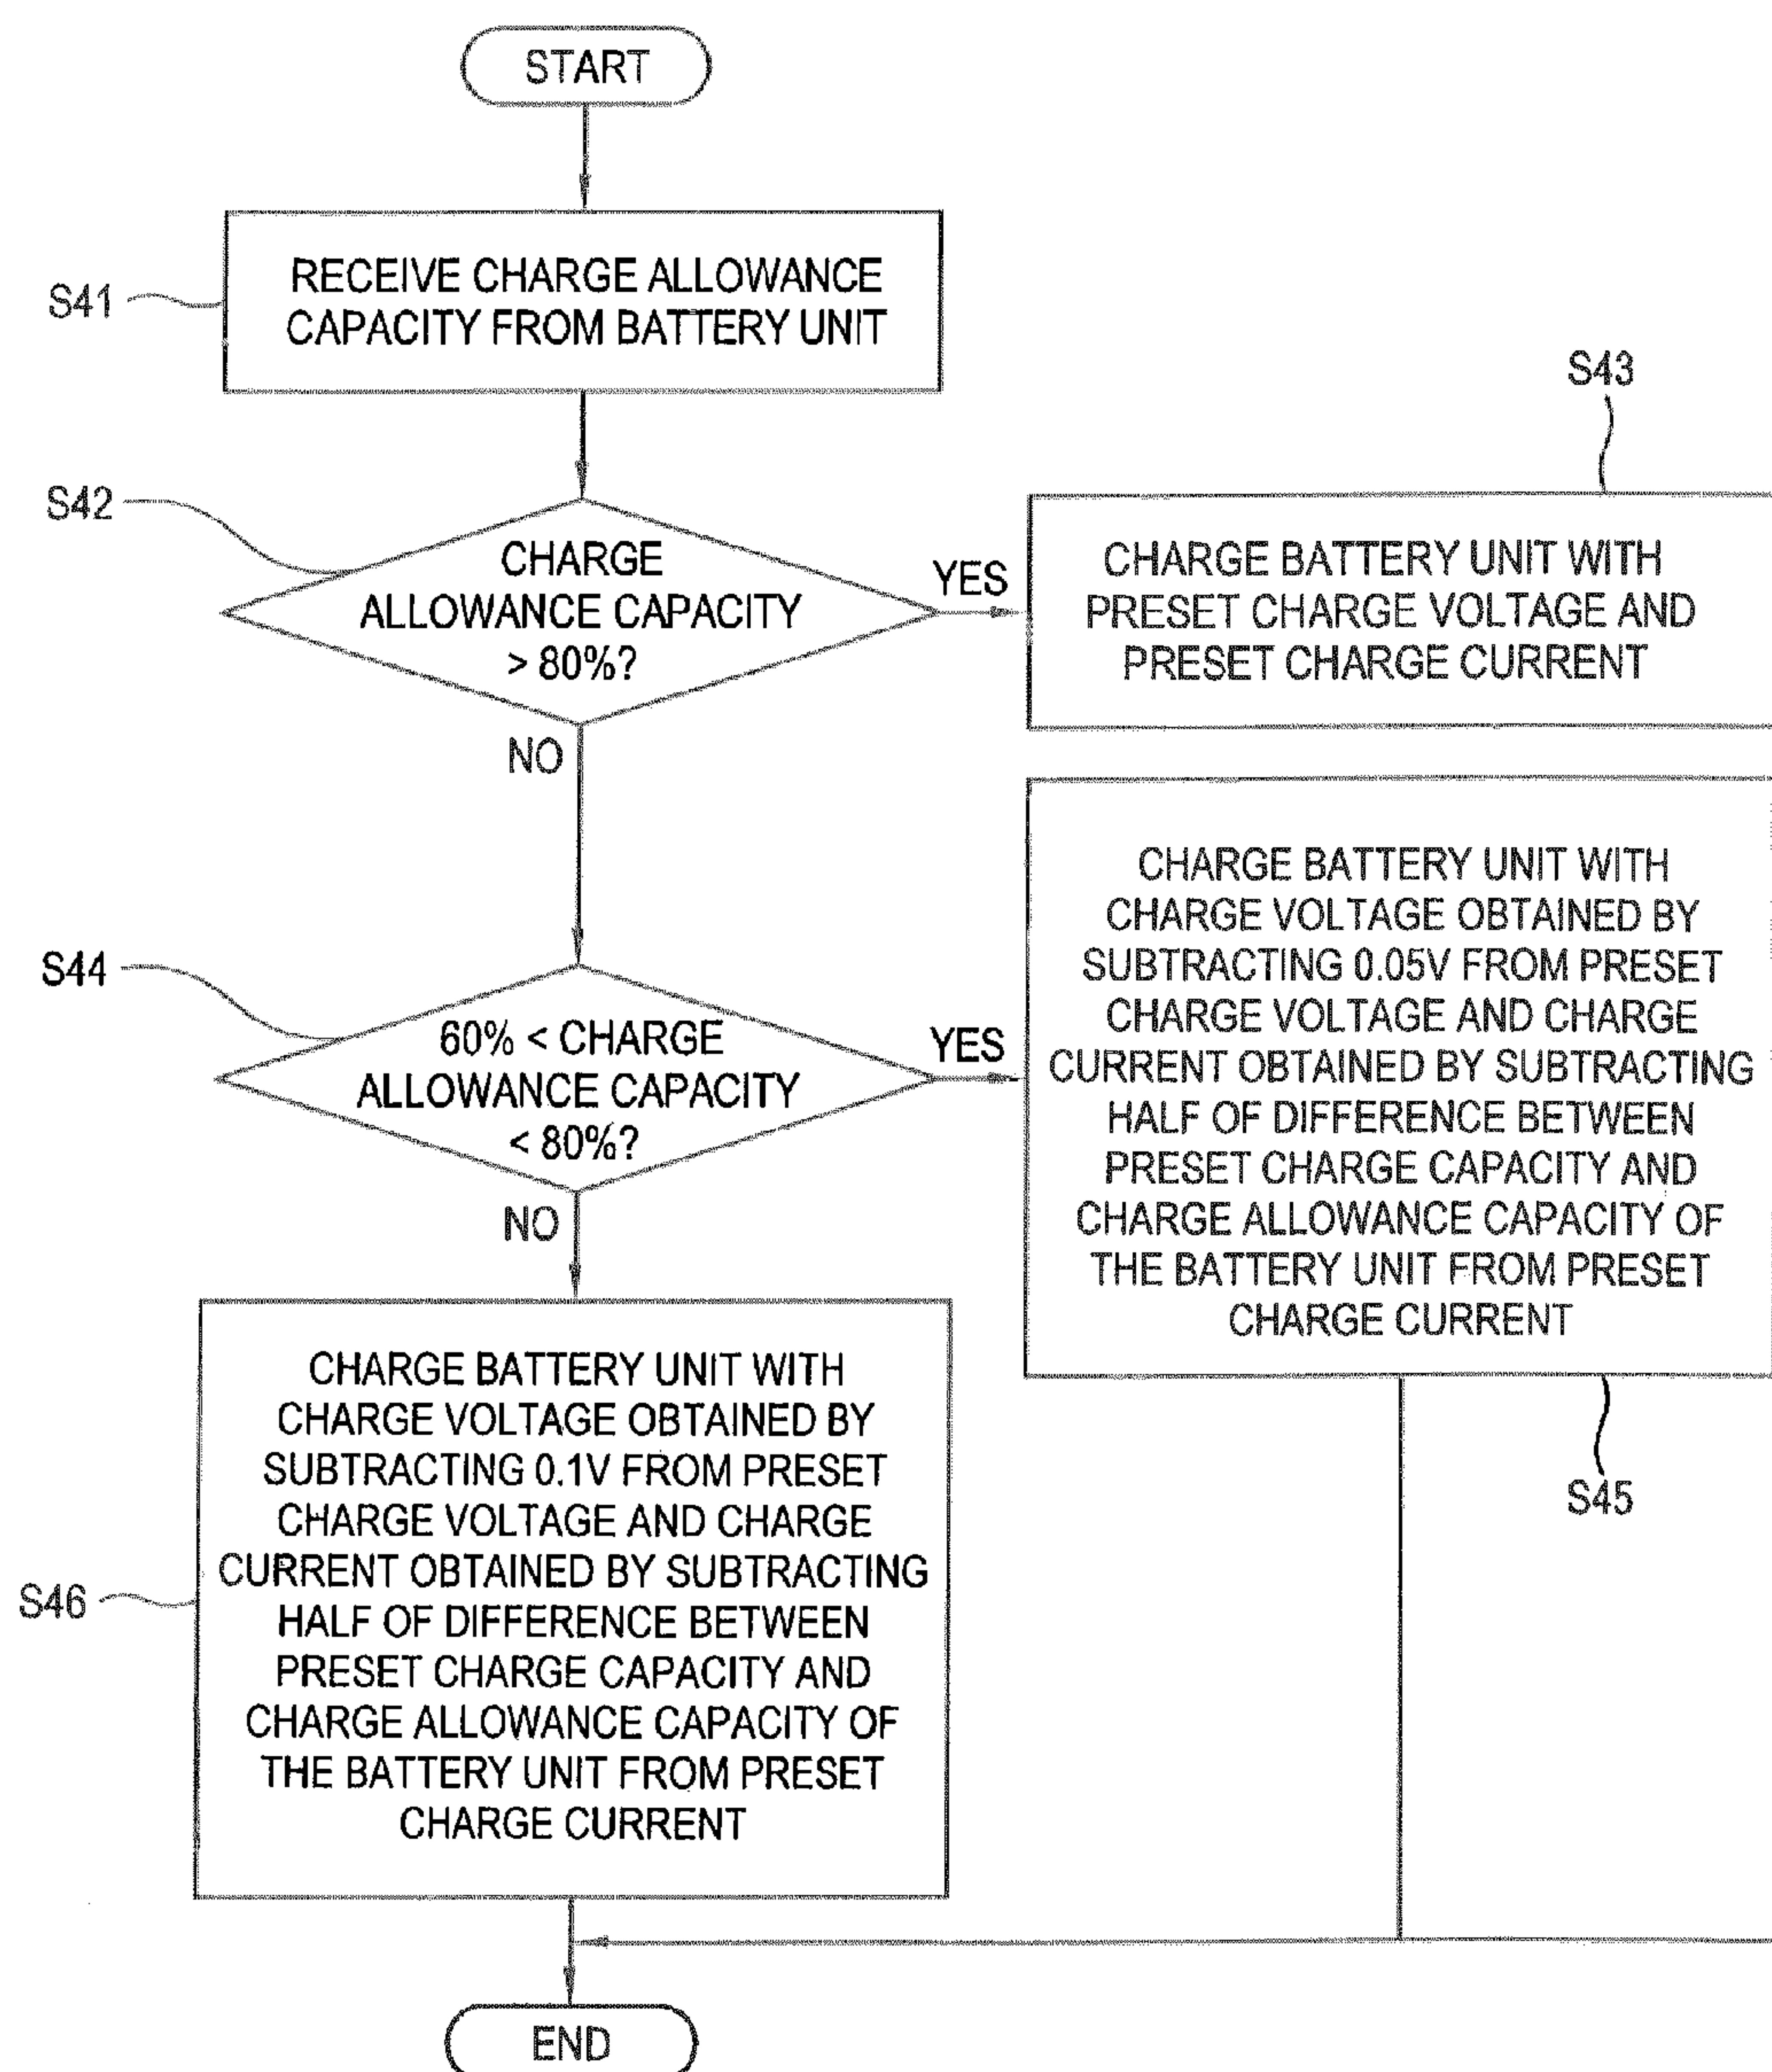 START
S41
RECEIVE CHARGE ALLOWANCE
CAPACITY FROM BATTERY UNIT
S42
CHARGE
ALLOWANCE CAPACITY
> 80%?
YES
NO
S43
CHARGE BATTERY UNIT WITH
PRESET CHARGE VOLTAGE AND
PRESET CHARGE CURRENT
S44
60% < CHARGE
ALLOWANCE CAPACITY
< 80%?
YES
NO
CHARGE BATTERY UNIT WITH
CHARGE VOLTAGE OBTAINED BY
SUBTRACTING 0.05V FROM PRESET
CHARGE VOLTAGE AND CHARGE
CURRENT OBTAINED BY SUBTRACTING
HALF OF DIFFERENCE BETWEEN
PRESET CHARGE CAPACITY AND
CHARGE ALLOWANCE CAPACITY OF
THE BATTERY UNIT FROM PRESET
CHARGE CURRENT
S45
S46
CHARGE BATTERY UNIT WITH
CHARGE VOLTAGE OBTAINED BY
SUBTRACTING 0.1V FROM PRESET
CHARGE VOLTAGE AND CHARGE
CURRENT OBTAINED BY SUBTRACTING
HALF OF DIFFERENCE BETWEEN
PRESET CHARGE CAPACITY AND
CHARGE ALLOWANCE CAPACITY OF
THE BATTERY UNIT FROM PRESET
CHARGE CURRENT
END